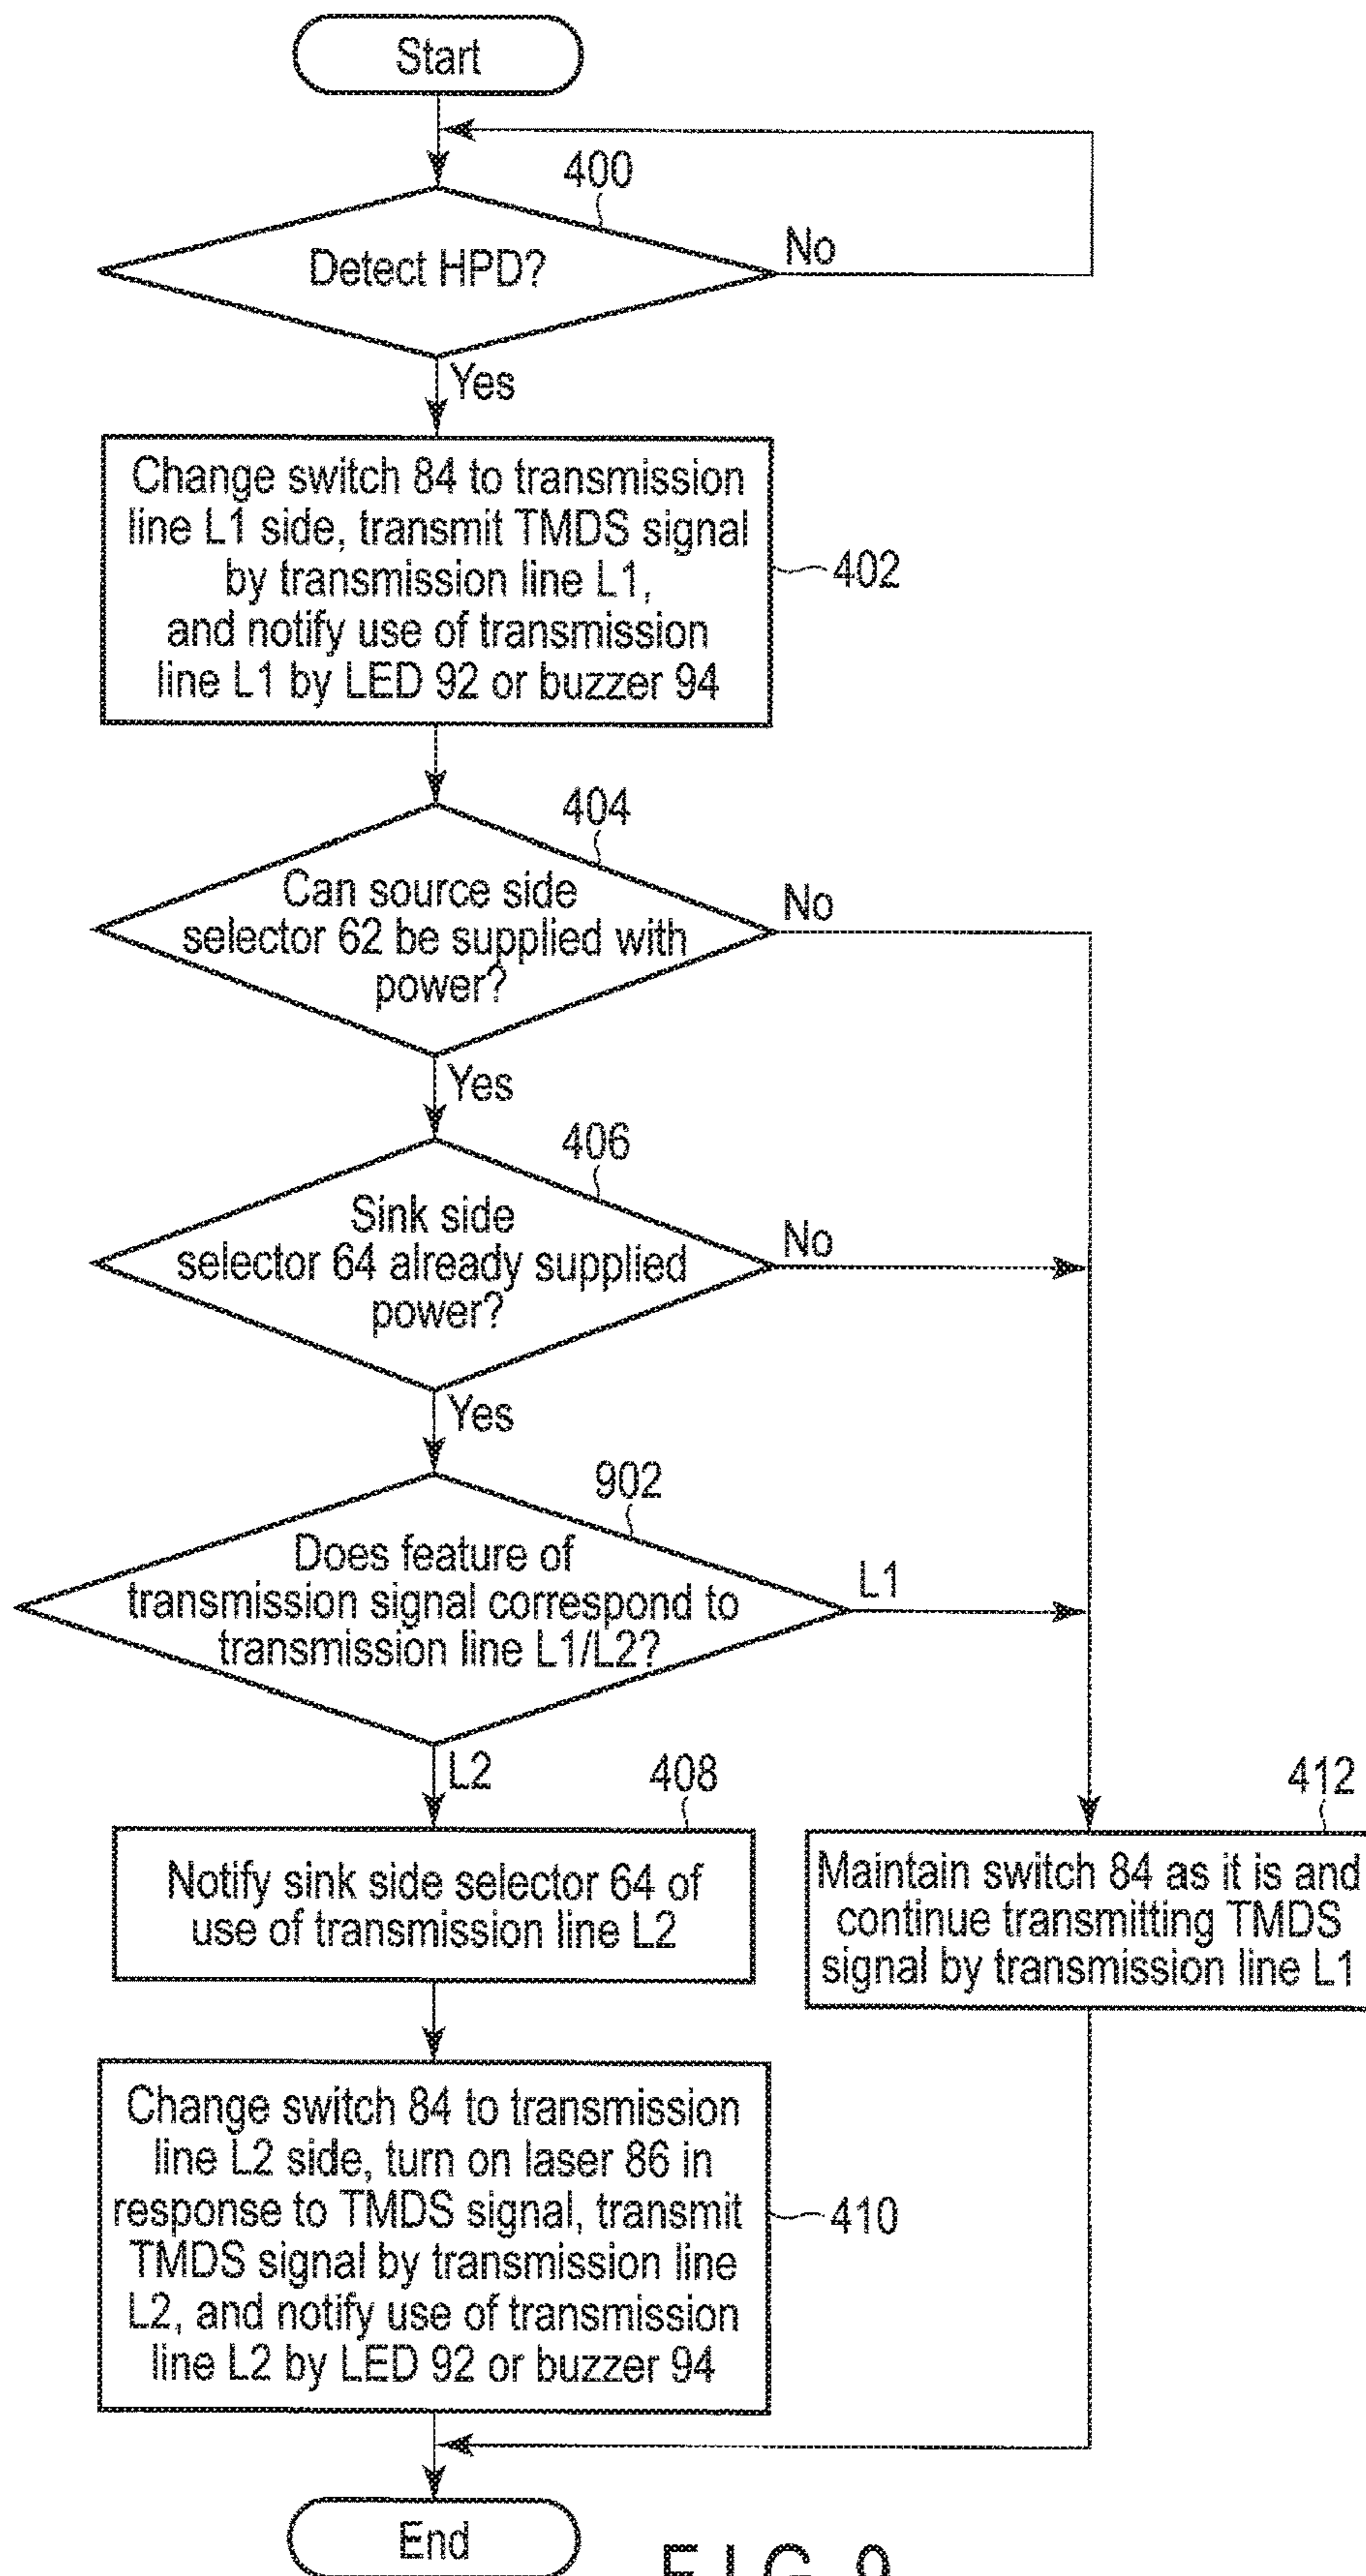 Start
400
Detect HPD?
No
Yes
Change switch 84 to transmission
line L1 side, transmit TMDS signal
by transmission line L1,
and notify use of transmission
line L1 by LED 92 or buzzer 94
402
404
Can source side
selector 62 be supplied with
power?
No
Yes
406
Sink side
selector 64 already supplied
power?
No
Yes
902
Does feature of
transmission signal correspond to
transmission line L1/L2?
L1
L2
408
Notify sink side selector 64 of
use of transmission line L2
412
Maintain switch 84 as it is and
continue transmitting TMDS
signal by transmission line L1
Change switch 84 to transmission
line L2 side, turn on laser 86 in
response to TMDS signal, transmit
TMDS signal by transmission line
L2, and notify use of transmission
line L2 by LED 92 or buzzer 94
410
End
FIG. 9